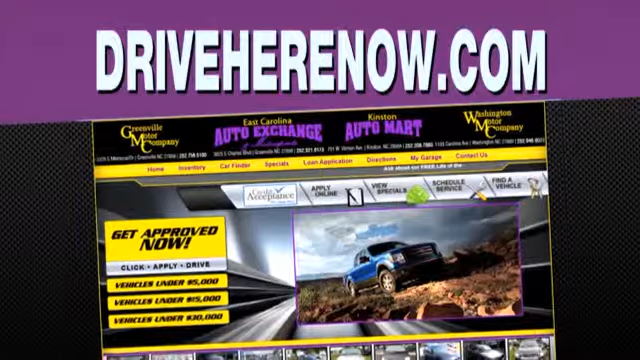 DRIVEHERENOW.COM
Greenville Motor Company
East Carolina
AUTO EXCHANGE
Kinston
AUTO MART
Washington Motor Company
Home Inventory Car Finder Specials Loan Application Directions My Garage Contact Us
Credit Acceptance
APPLY ONLINE
VIEW SPECIALS
SCHEDULE SERVICE
FIND A VEHICLE
GET APPROVED NOW!
CLICK • APPLY • DRIVE
VEHICLES UNDER $5,000
VEHICLES UNDER $15,000
VEHICLES UNDER $30,000